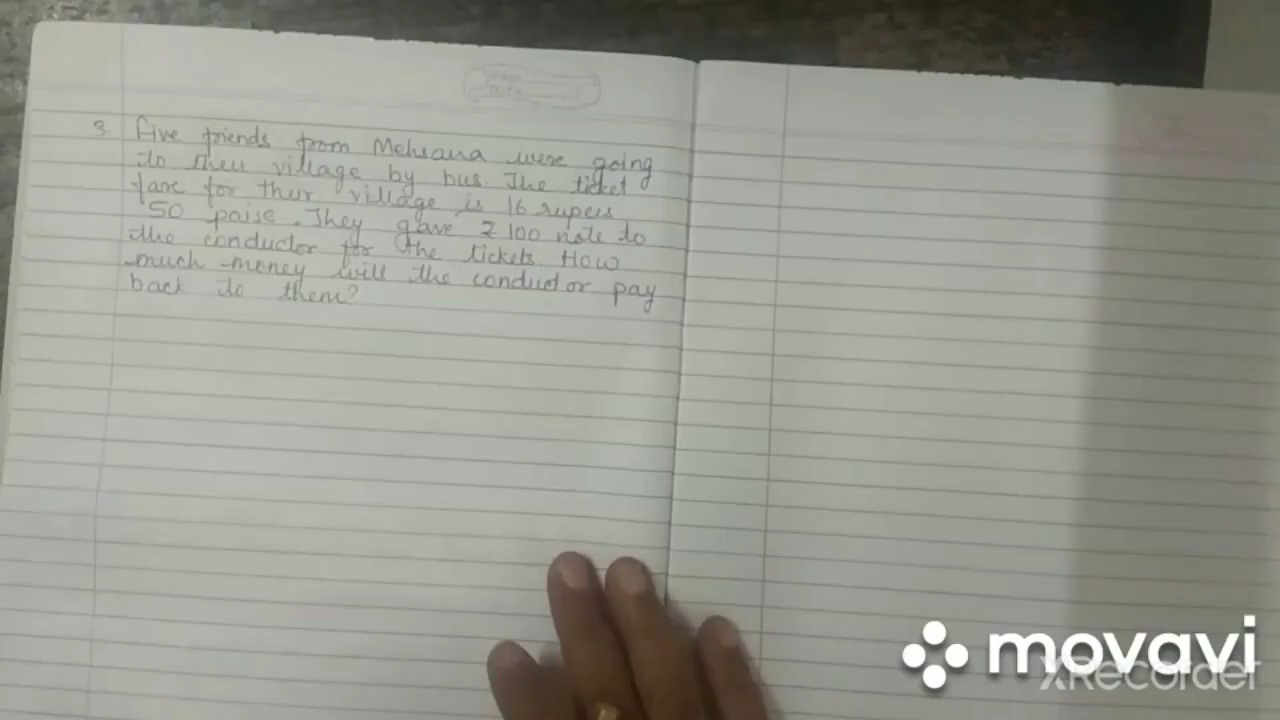 3. Five friends from Mehsana were going
to their village by bus. The ticket
fare for their village is 16 rupees
50 paise. They gave ₹ 100 note to
the conductor for the tickets. How
much money will the conductor pay
back to them?
movavi
XRecorder